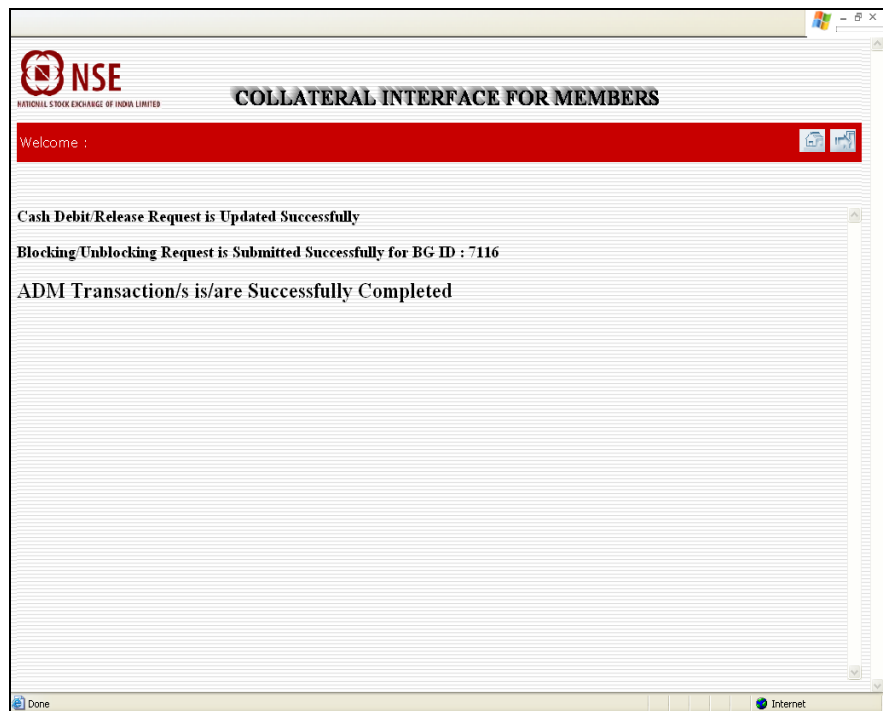 NSE
NATIONAL STOCK EXCHANGE OF INDIA LIMITED
COLLATERAL INTERFACE FOR MEMBERS
Welcome :
Cash Debit/Release Request is Updated Successfully
Blocking/Unblocking Request is Submitted Successfully for BG ID : 7116
ADM Transaction/s is/are Successfully Completed
Done
Internet